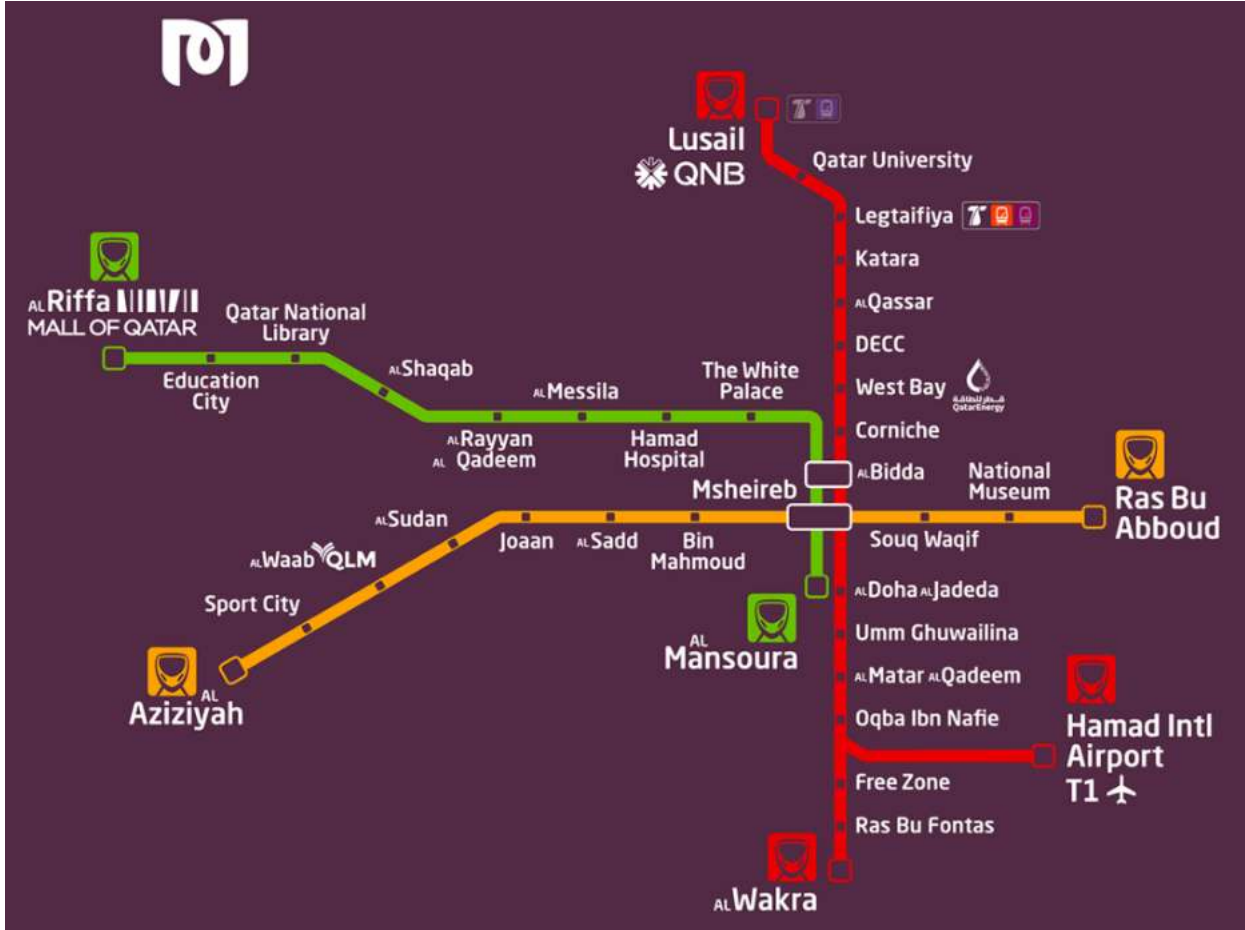 Lusail
QNB
Qatar University
Legtaifiya
Katara
AL Qassar
DECC
West Bay
قطر للطاقة
QatarEnergy
Corniche
AL Bidda
AL Riffa
MALL OF QATAR
Education
City
Qatar National
Library
AL Shaqab
AL Rayyan
AL Qadeem
AL Messila
Hamad
Hospital
The White
Palace
Msheireb
National
Museum
Ras Bu
Abboud
Souq Waqif
Bin
Mahmoud
AL Sadd
Joaan
AL Sudan
AL Waab QLM
Sport City
AL
Aziziyah
AL
Mansoura
AL Doha AL Jadeda
Umm Ghuwailina
AL Matar AL Qadeem
Oqba Ibn Nafie
Hamad Intl
Airport
T1
Free Zone
Ras Bu Fontas
AL Wakra